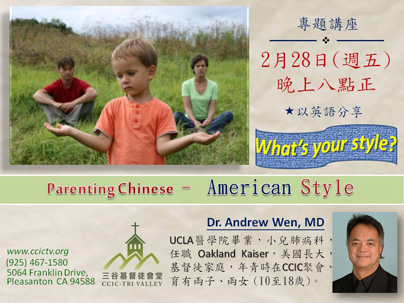 專題講座
2月28日(週五)
晚上八點正
★以英語分享
What's your style?
Parenting Chinese - American Style
www.ccictv.org
(925) 467-1580
5064 Franklin Drive,
Pleasanton CA 94588
三谷基督徒會堂
CCIC-TRI VALLEY
Dr. Andrew Wen, MD
UCLA醫學院畢業，小兒肺病科，
任職 Oakland Kaiser，美國長大，
基督徒家庭，年青時在CCIC聚會，
育有兩子、兩女(10至18歲)。